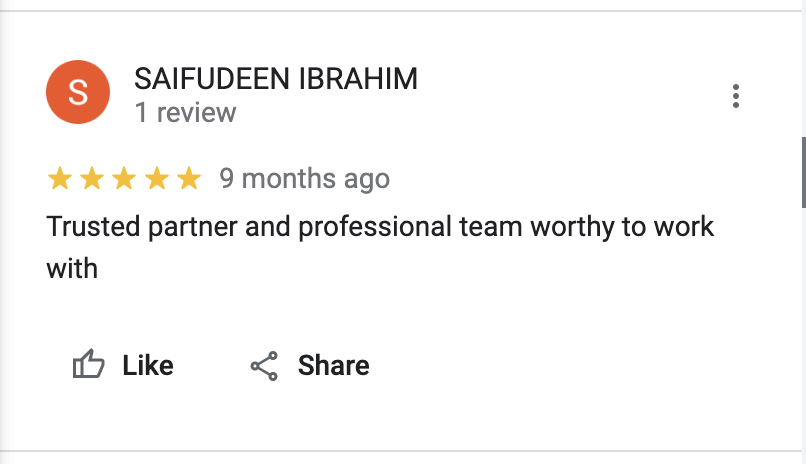 S
SAIFUDEEN IBRAHIM
1 review
9 months ago
Trusted partner and professional team worthy to work
with
Like
Share